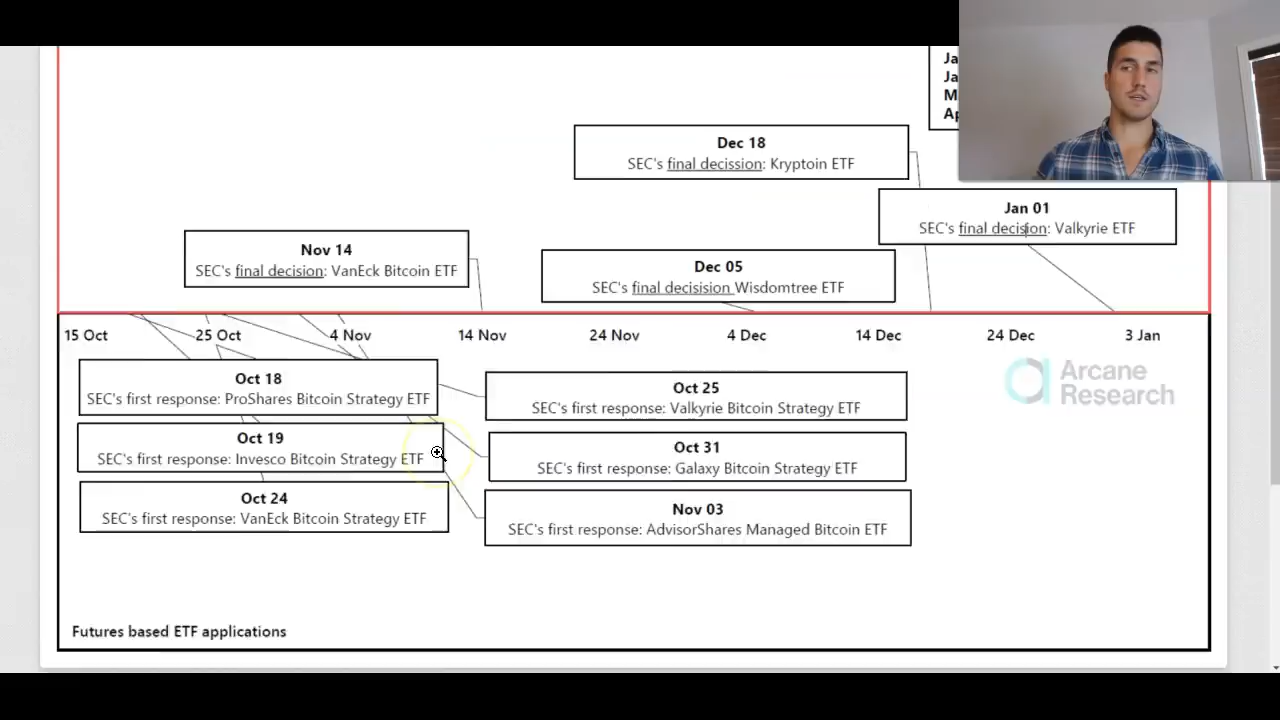 Ja
Ja
M
Ap
Dec 18
SEC's final decission: Kryptoin ETF
Jan 01
SEC's final decision: Valkyrie ETF
Nov 14
SEC's final decision: VanEck Bitcoin ETF
Dec 05
SEC's final decisision Wisdomtree ETF
15 Oct
25 Oct
4 Nov
14 Nov
24 Nov
4 Dec
14 Dec
24 Dec
3 Jan
Oct 18
SEC's first response: ProShares Bitcoin Strategy ETF
Oct 25
SEC's first response: Valkyrie Bitcoin Strategy ETF
Arcane
Research
Oct 19
SEC's first response: Invesco Bitcoin Strategy ETF
Oct 31
SEC's first response: Galaxy Bitcoin Strategy ETF
Oct 24
SEC's first response: VanEck Bitcoin Strategy ETF
Nov 03
SEC's first response: AdvisorShares Managed Bitcoin ETF
Futures based ETF applications